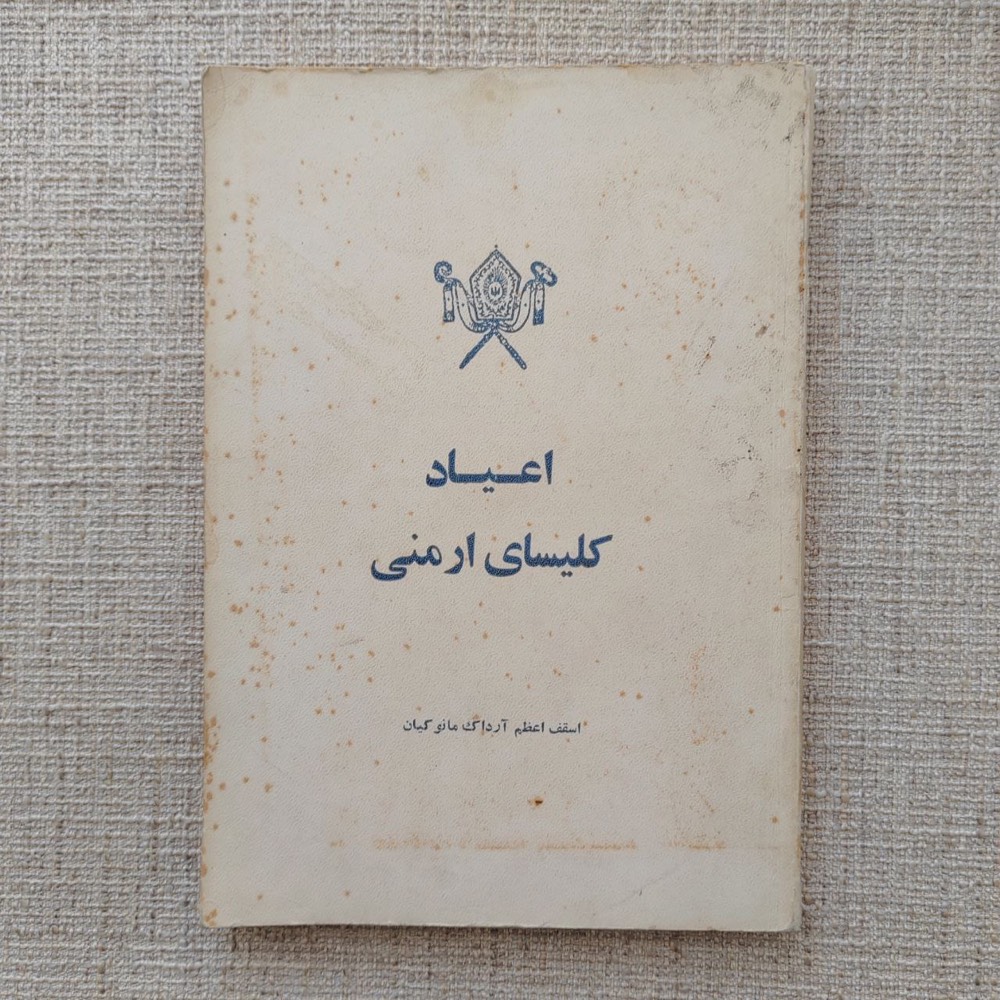 اعیاد
کلیسای ارمنی
اسقف اعظم آرداک مانوکیان